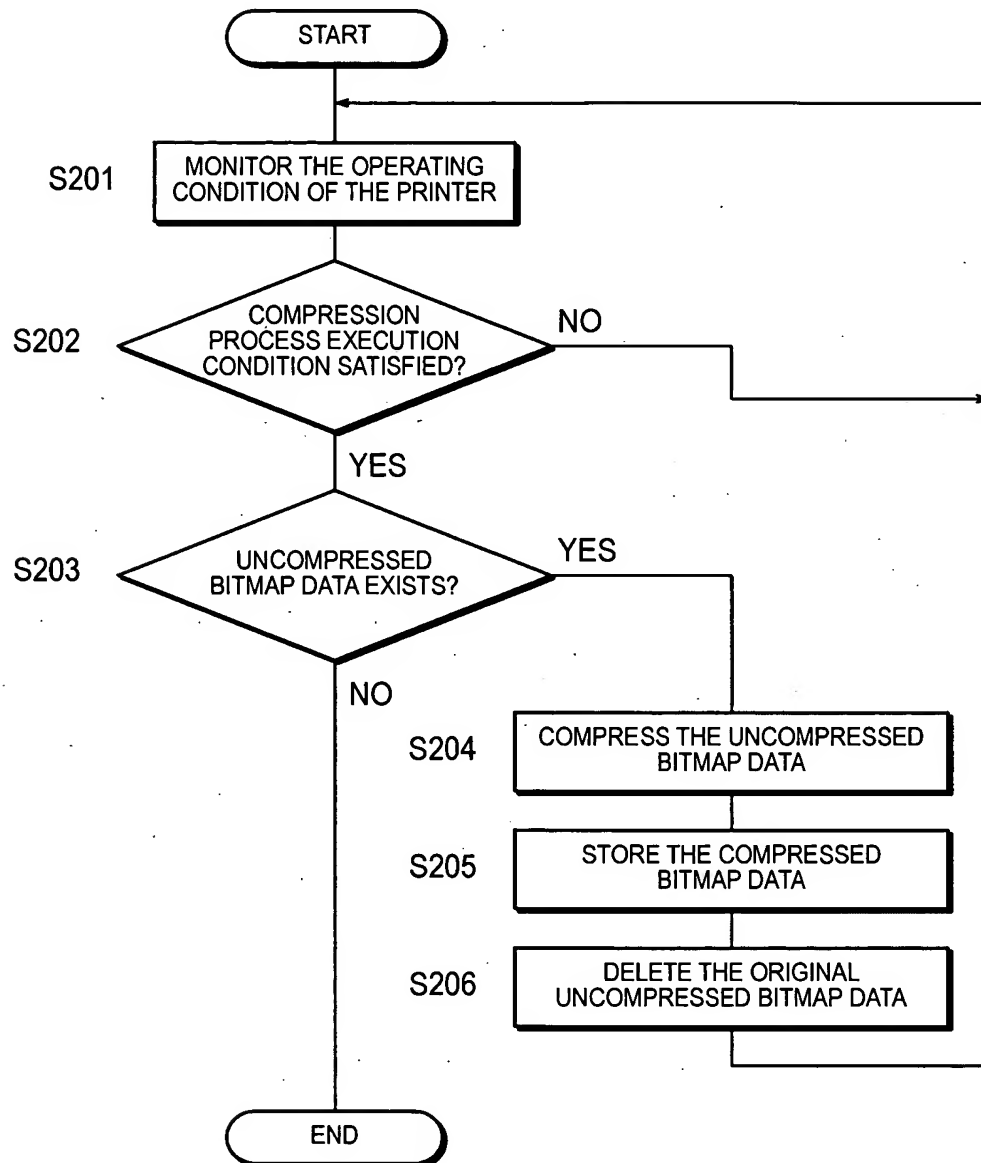 START
S201
MONITOR THE OPERATING
CONDITION OF THE PRINTER
S202
COMPRESSION
PROCESS EXECUTION
CONDITION SATISFIED?
NO
YES
S203
UNCOMPRESSED
BITMAP DATA EXISTS?
YES
NO
S204
COMPRESS THE UNCOMPRESSED
BITMAP DATA
S205
STORE THE COMPRESSED
BITMAP DATA
S206
DELETE THE ORIGINAL
UNCOMPRESSED BITMAP DATA
END